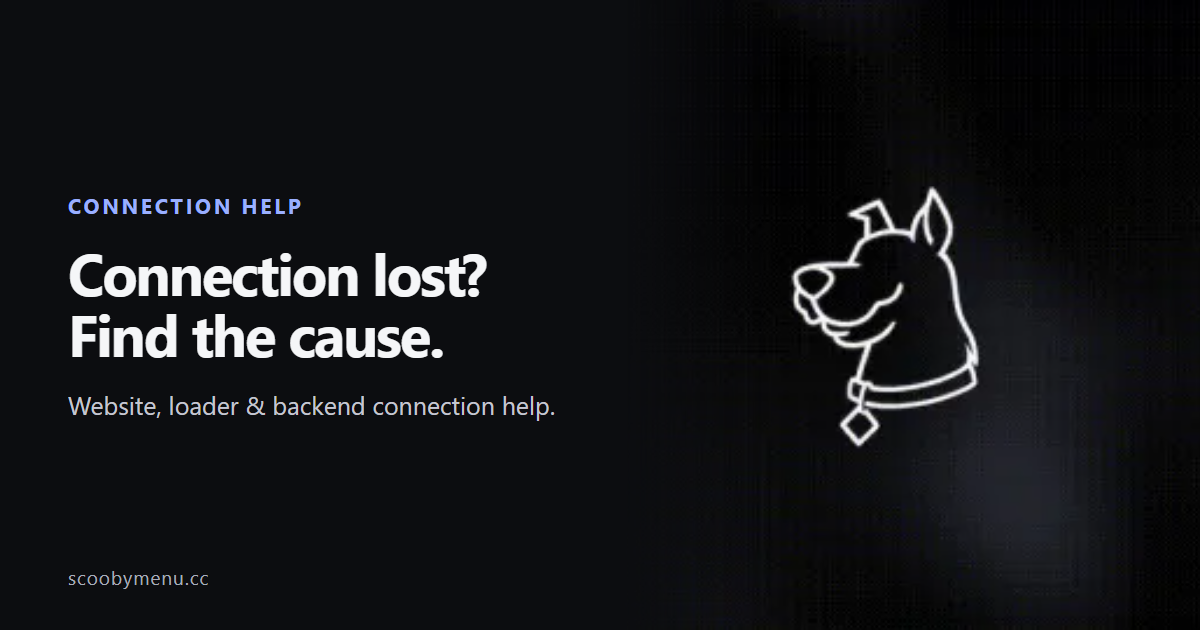 CONNECTION HELP
Connection lost?
Find the cause.
Website, loader & backend connection help.
scoobymenu.cc